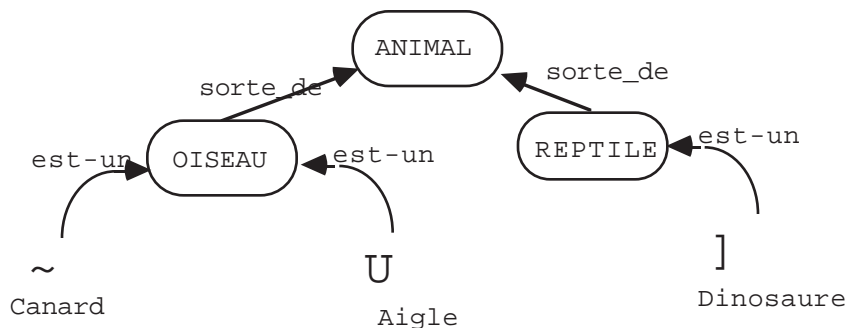 ANIMAL
sorte_de
sorte_de
est-un
OISEAU
est-un
REPTILE
est-un
~
U
]
Canard
Aigle
Dinosaure